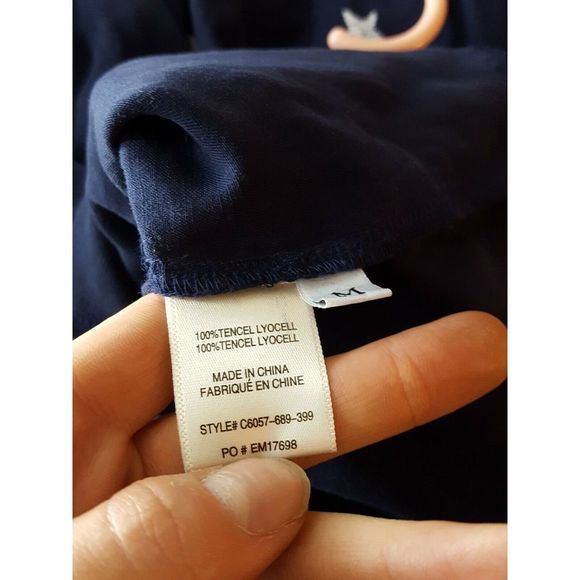 M
100%TENCEL LYOCELL
100%TENCEL LYOCELL
MADE IN CHINA
FABRIQUÉ EN CHINE
STYLE# C6057-689-399
PO # EM17698